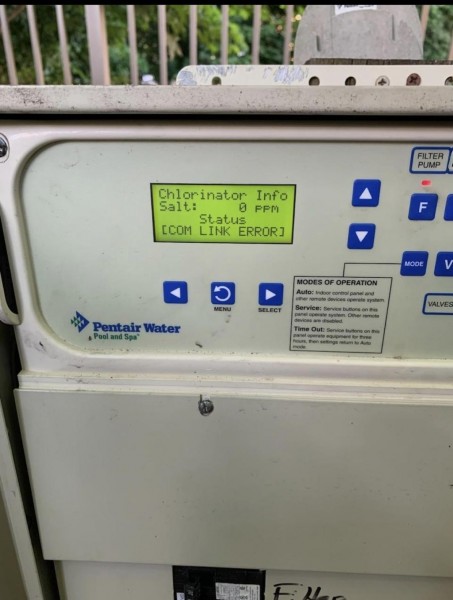 Chlorinator Info
Salt: 0 PPM
Status
[COM LINK ERROR]
FILTER
PUMP
F
MODE
V
VALVES
MENU
SELECT
MODES OF OPERATION
Auto: Indoor control panel and
other remote devices operate system.
Service: Service buttons on this
panel operate system. Other remote
devices are disabled.
Time Out: Service buttons on this
panel operate equipment for three
hours, then settings return to Auto
mode.
Pentair Water
Pool and Spa